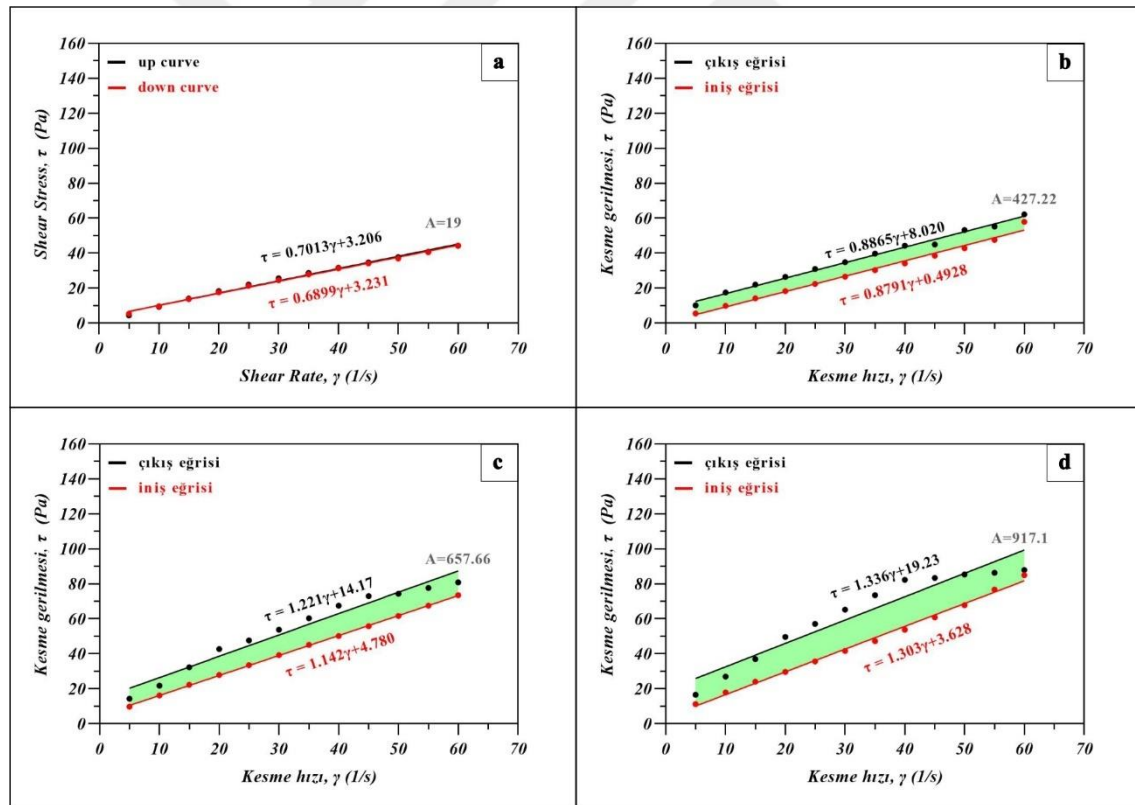 a
up curve
down curve
160
140
120
100
80
60
40
20
0
0 10 20 30 40 50 60 70
Shear Stress, τ (Pa)
Shear Rate, γ (1/s)
A=19
τ = 0.7013γ+3.206
τ = 0.6899γ+3.231
b
çıkış eğrisi
iniş eğrisi
160
140
120
100
80
60
40
20
0
0 10 20 30 40 50 60 70
Kesme gerilmesi, τ (Pa)
Kesme hızı, γ (1/s)
A=427.22
τ = 0.8865γ+8.020
τ = 0.8791γ+0.4928
c
çıkış eğrisi
iniş eğrisi
160
140
120
100
80
60
40
20
0
0 10 20 30 40 50 60 70
Kesme gerilmesi, τ (Pa)
Kesme hızı, γ (1/s)
A=657.66
τ = 1.221γ+14.17
τ = 1.142γ+4.780
d
çıkış eğrisi
iniş eğrisi
160
140
120
100
80
60
40
20
0
0 10 20 30 40 50 60 70
Kesme gerilmesi, τ (Pa)
Kesme hızı, γ (1/s)
A=917.1
τ = 1.336γ+19.23
τ = 1.303γ+3.628